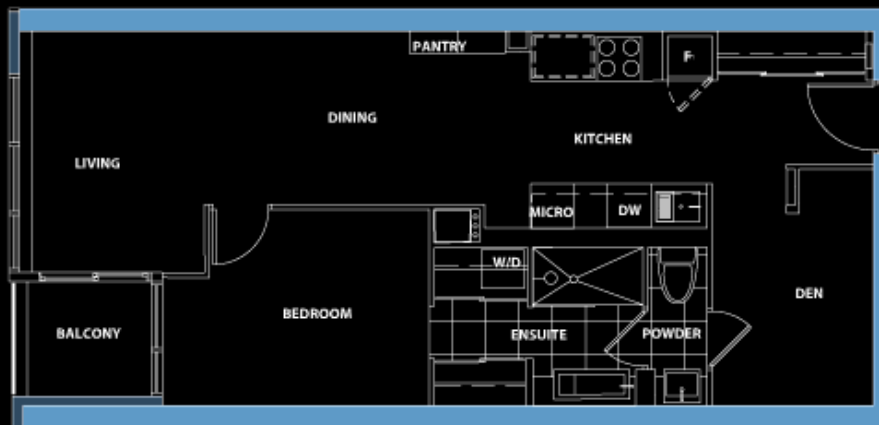 PANTRY
F
DINING
KITCHEN
LIVING
MICRO
DW
W/D
DEN
BEDROOM
BALCONY
ENSUITE
POWDER